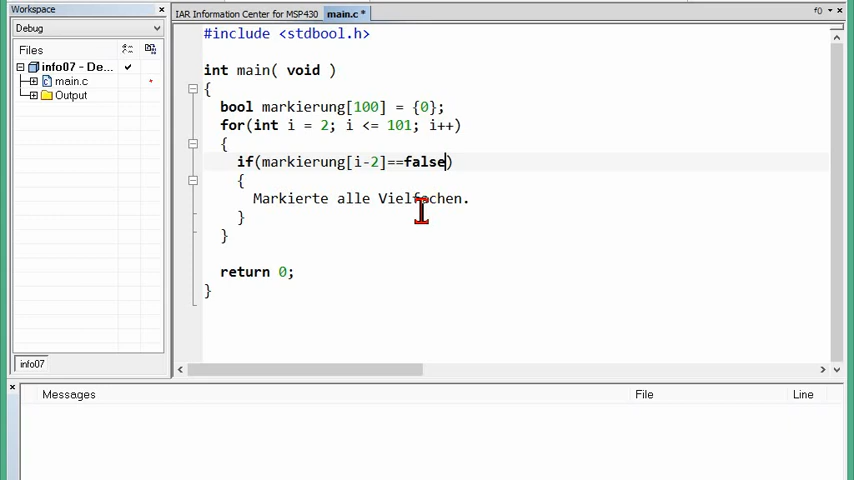 Workspace
IAR Information Center for MSP430 main.c *
f()
Debug
Files
info07 - De...
main.c
Output
#include <stdbool.h>
int main( void )
{
bool markierung[100] = {0};
for(int i = 2; i <= 101; i++)
{
if(markierung[i-2]==false)
{
Markierte alle Vielfachen.
}
}
return 0;
}
info07
Messages File Line